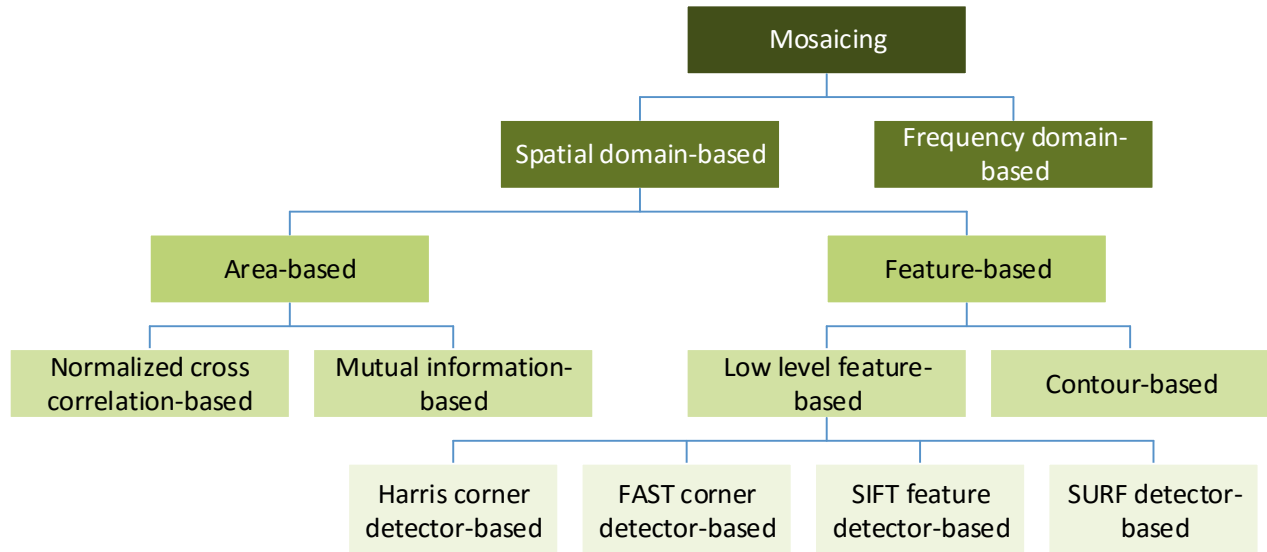 Mosaicing
Spatial domain-based
Frequency domain-
based
Area-based
Feature-based
Normalized cross
correlation-based
Mutual information-
based
Low level feature-
based
Contour-based
Harris corner
detector-based
FAST corner
detector-based
SIFT feature
detector-based
SURF detector-
based